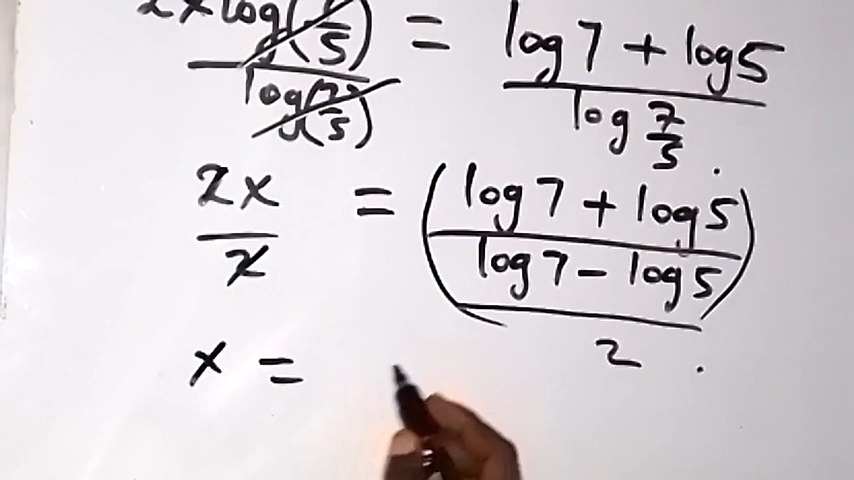 2x log(7/5) / log(7/5) = log 7 + log 5 / log 7/5 .
2x / 2 = (log 7 + log 5 / log 7 - log 5) / 2 .
x =